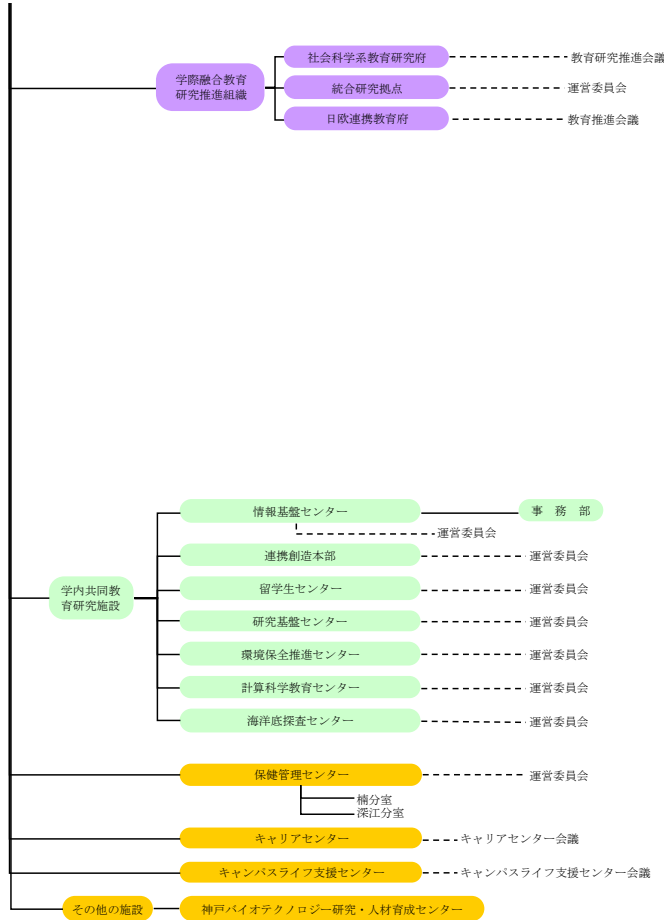 学際融合教育
研究推進組織
社会科学系教育研究府
教育研究推進会議
統合研究拠点
運営委員会
日欧連携教育府
教育推進会議
学内共同教
育研究施設
情報基盤センター
事　務　部
運営委員会
連携創造本部
運営委員会
留学生センター
運営委員会
研究基盤センター
運営委員会
環境保全推進センター
運営委員会
計算科学教育センター
運営委員会
海洋底探査センター
運営委員会
保健管理センター
運営委員会
楠分室
深江分室
キャリアセンター
キャリアセンター会議
キャンパスライフ支援センター
キャンパスライフ支援センター会議
その他の施設
神戸バイオテクノロジー研究・人材育成センター